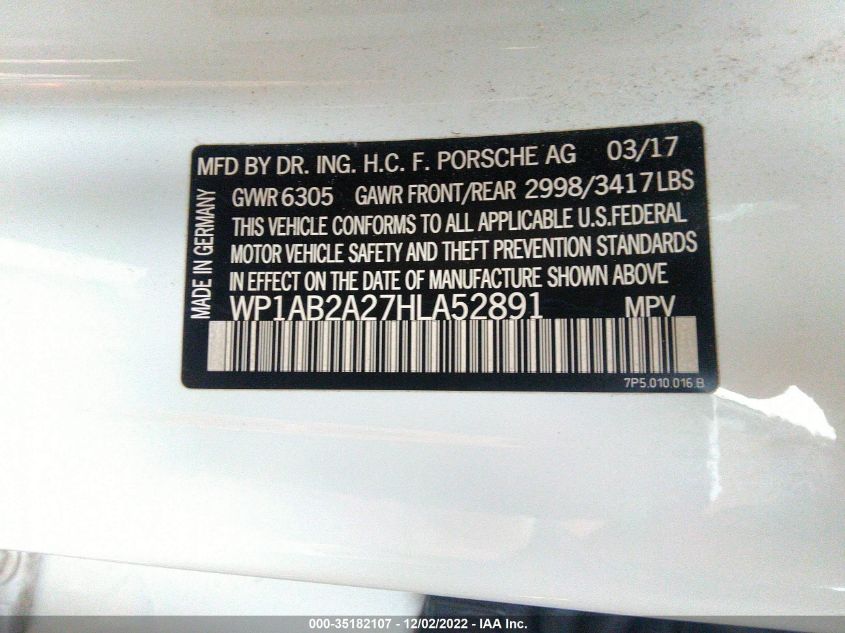 MFD BY DR. ING. H.C. F. PORSCHE AG 03/17
GVWR 6305 GAWR FRONT/REAR 2998/3417LBS
THIS VEHICLE CONFORMS TO ALL APPLICABLE U.S.FEDERAL
MOTOR VEHICLE SAFETY AND THEFT PREVENTION STANDARDS
IN EFFECT ON THE DATE OF MANUFACTURE SHOWN ABOVE
WP1AB2A27HLA52891 MPV
7P5.010.016.B
MADE IN GERMANY
000-35182107 - 12/02/2022 - IAA Inc.